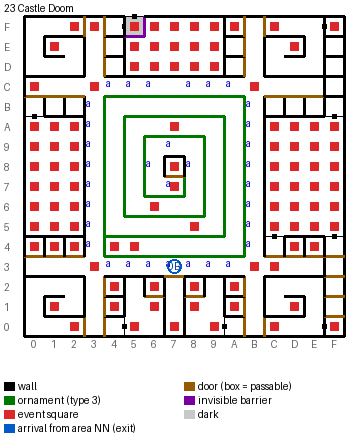 23 Castle Doom
F
E
D
C a a a a a a
B a a
A a a
9 a a a
8 a a a a
7 a a a
6 a a
5 a a
4 a a
3 a a a a a a
2
1
0
0 1 2 3 4 5 6 7 8 9 A B C D E F
wall
door (box = passable)
ornament (type 3)
invisible barrier
event square
dark
arrival from area NN (exit)